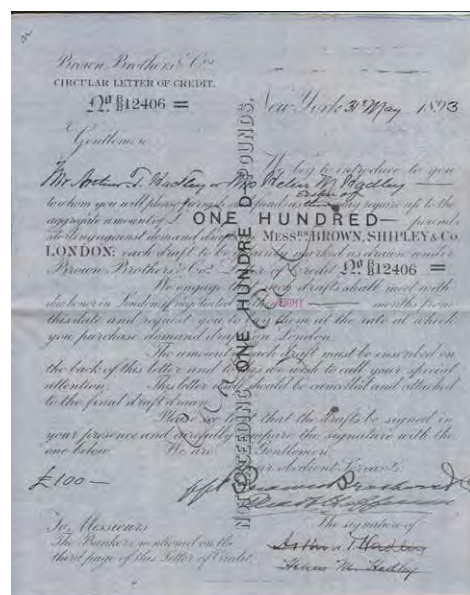 Brown Brothers & Co.
CIRCULAR LETTER OF CREDIT.
No. B 12406 =
New York 31st May 1893
Gentlemen
We beg to introduce to you
Mr Arthur T. Hadley or Mrs Helen M. Hadley
to whom you will please furnish such funds as they may require up to the
aggregate amount of £ ONE HUNDRED pounds
sterling against demand drafts on MESSRS BROWN, SHIPLEY & Co
LONDON: each draft to be plainly marked as drawn under
Brown Brothers & Co's Letter of Credit No. B 12406 =
We engage that such drafts shall meet with
due honor in London if negotiated within EIGHT months from
this date and request you to buy them at the rate at which
you purchase demand drafts on London.
The amount of each draft must be inscribed on
the back of this letter and to this we wish to call your special
attention. This letter itself should be cancelled and attached
to the final draft drawn.
Please see to it that the drafts be signed in
your presence and carefully compare the signature with the
one below. We are Gentlemen
Your obedient Servants
£100 —
ppr Brown Brothers & Co
The signature of
To Messieurs
The Bankers mentioned on the
third page of this Letter of Credit.
Arthur T. Hadley
Helen M. Hadley
NOT EXCEEDING ONE HUNDRED POUNDS.